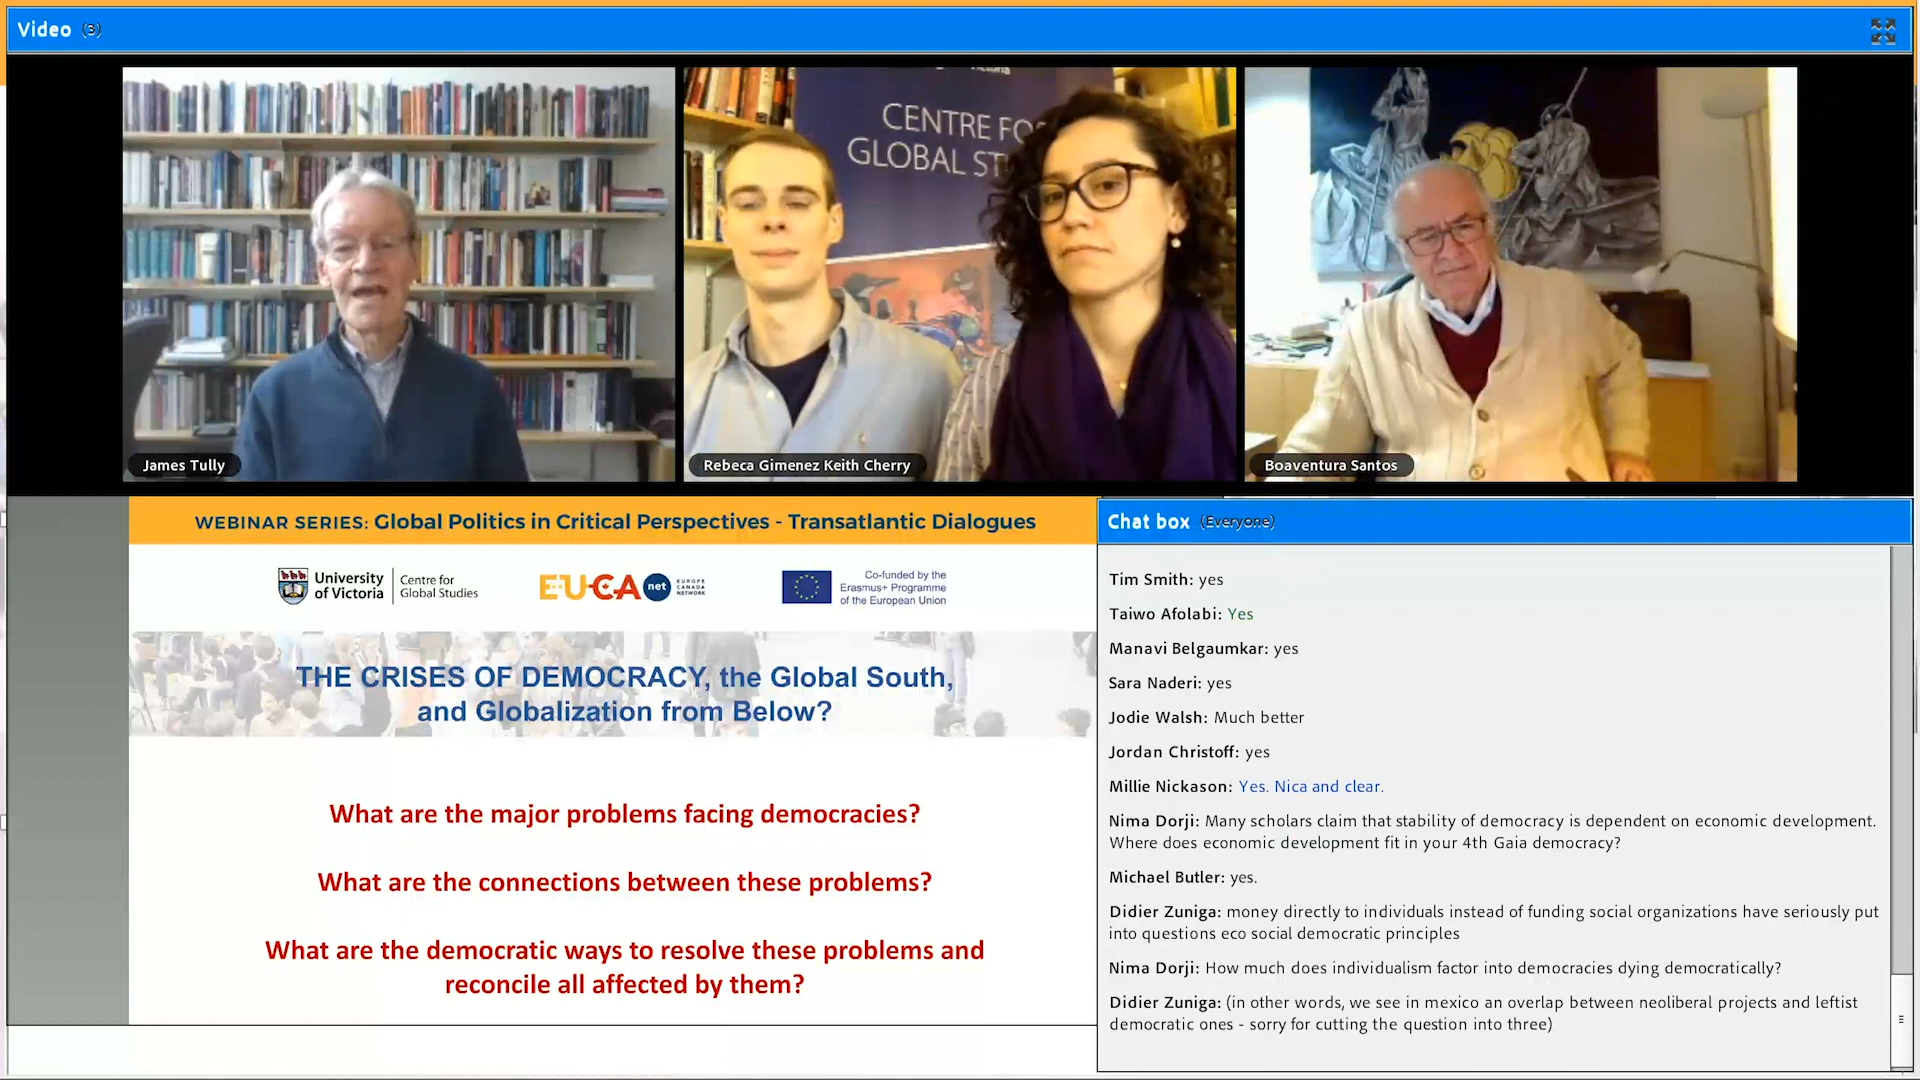 Video (3)
CENTRE FO
GLOBAL ST
James Tully
Rebeca Gimenez Keith Cherry
Boaventura Santos
WEBINAR SERIES: Global Politics in Critical Perspectives - Transatlantic Dialogues
University
of Victoria
Centre for
Global Studies
EU-CA net
EUROPE
CANADA
NETWORK
Co-funded by the
Erasmus+ Programme
of the European Union
THE CRISES OF DEMOCRACY, the Global South,
and Globalization from Below?
What are the major problems facing democracies?
What are the connections between these problems?
What are the democratic ways to resolve these problems and
reconcile all affected by them?
Chat box (Everyone)
Tim Smith: yes
Taiwo Afolabi: Yes
Manavi Belgaumkar: yes
Sara Naderi: yes
Jodie Walsh: Much better
Jordan Christoff: yes
Millie Nickason: Yes. Nica and clear.
Nima Dorji: Many scholars claim that stability of democracy is dependent on economic development.
Where does economic development fit in your 4th Gaia democracy?
Michael Butler: yes.
Didier Zuniga: money directly to individuals instead of funding social organizations have seriously put
into questions eco social democratic principles
Nima Dorji: How much does individualism factor into democracies dying democratically?
Didier Zuniga: (in other words, we see in mexico an overlap between neoliberal projects and leftist
democratic ones - sorry for cutting the question into three)